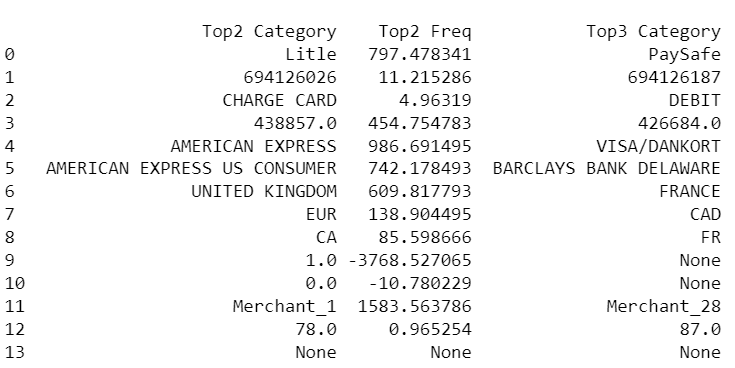 Top2 Category Top2 Freq Top3 Category
0 Litle 797.478341 PaySafe
1 694126026 11.215286 694126187
2 CHARGE CARD 4.96319 DEBIT
3 438857.0 454.754783 426684.0
4 AMERICAN EXPRESS 986.691495 VISA/DANKORT
5 AMERICAN EXPRESS US CONSUMER 742.178493 BARCLAYS BANK DELAWARE
6 UNITED KINGDOM 609.817793 FRANCE
7 EUR 138.904495 CAD
8 CA 85.598666 FR
9 1.0 -3768.527065 None
10 0.0 -10.780229 None
11 Merchant_1 1583.563786 Merchant_28
12 78.0 0.965254 87.0
13 None None None